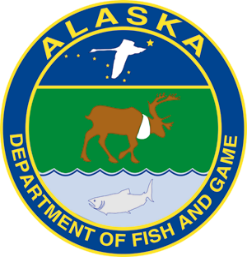 ALASKA
DEPARTMENT OF FISH AND GAME